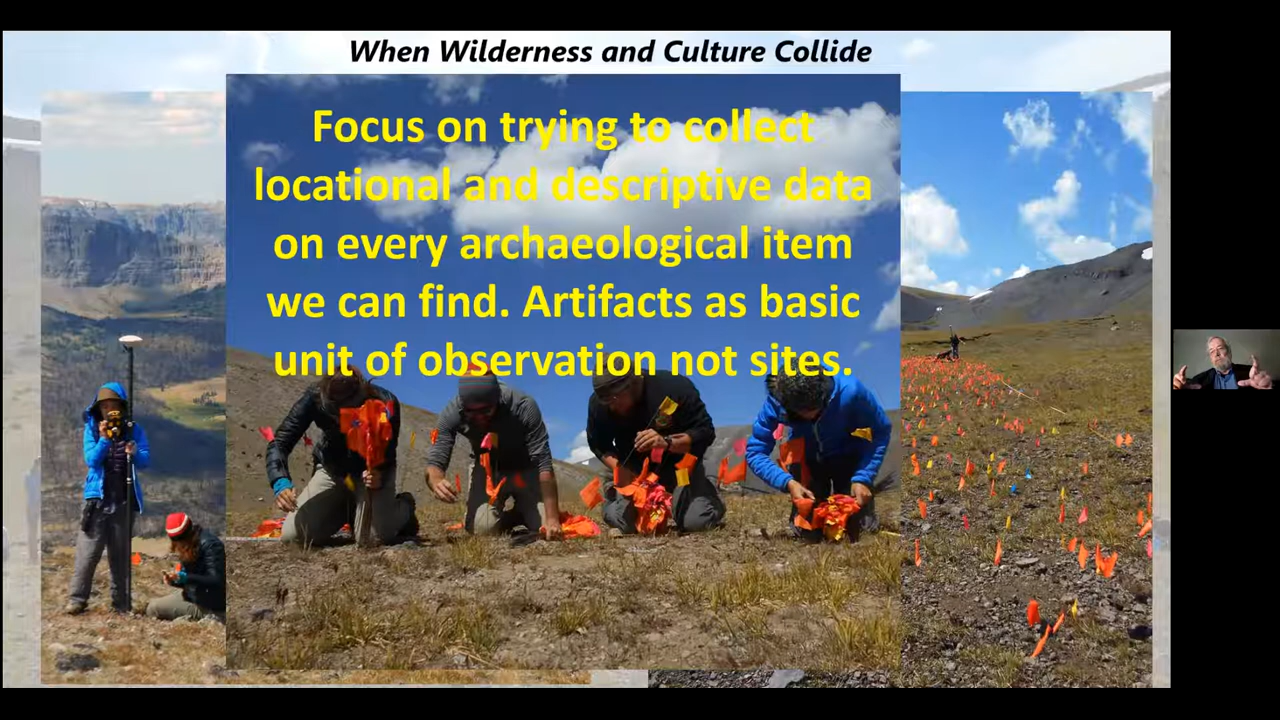 When Wilderness and Culture Collide
Focus on trying to collect
locational and descriptive data
on every archaeological item
we can find. Artifacts as basic
unit of observation not sites.